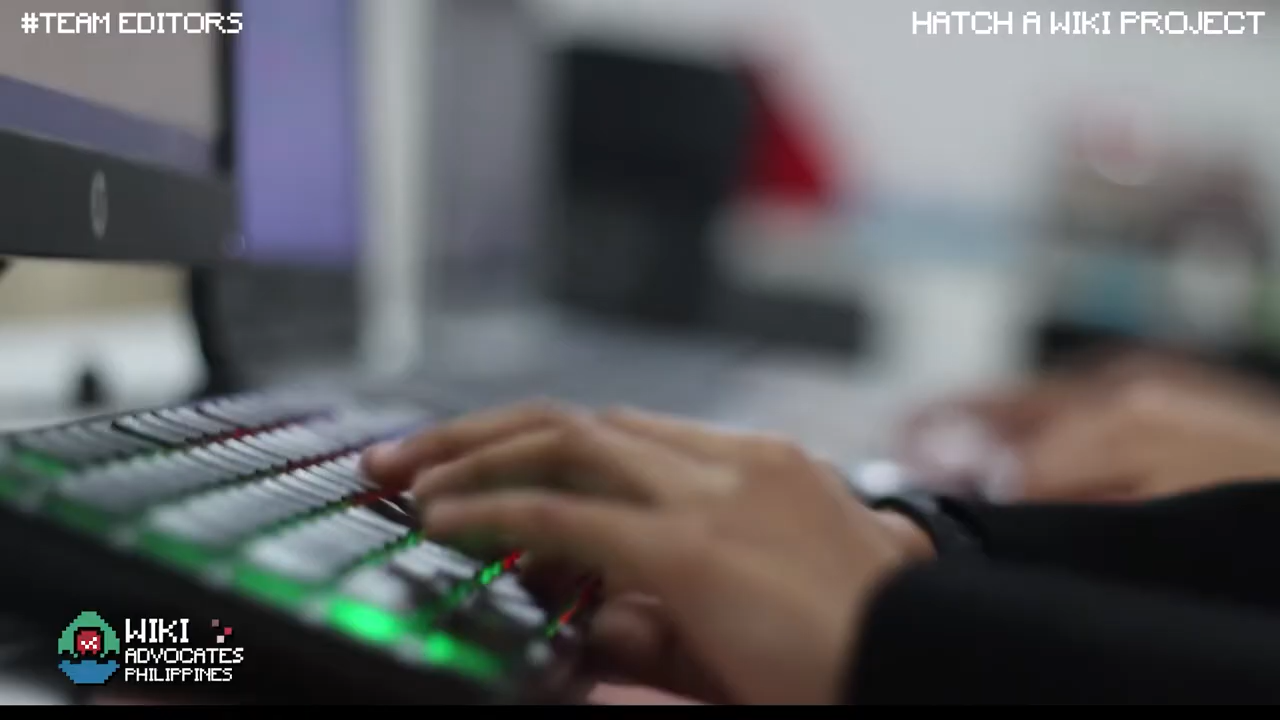 #TEAM EDITORS
HATCH A WIKI PROJECT
WIKI
ADVOCATES
PHILIPPINES